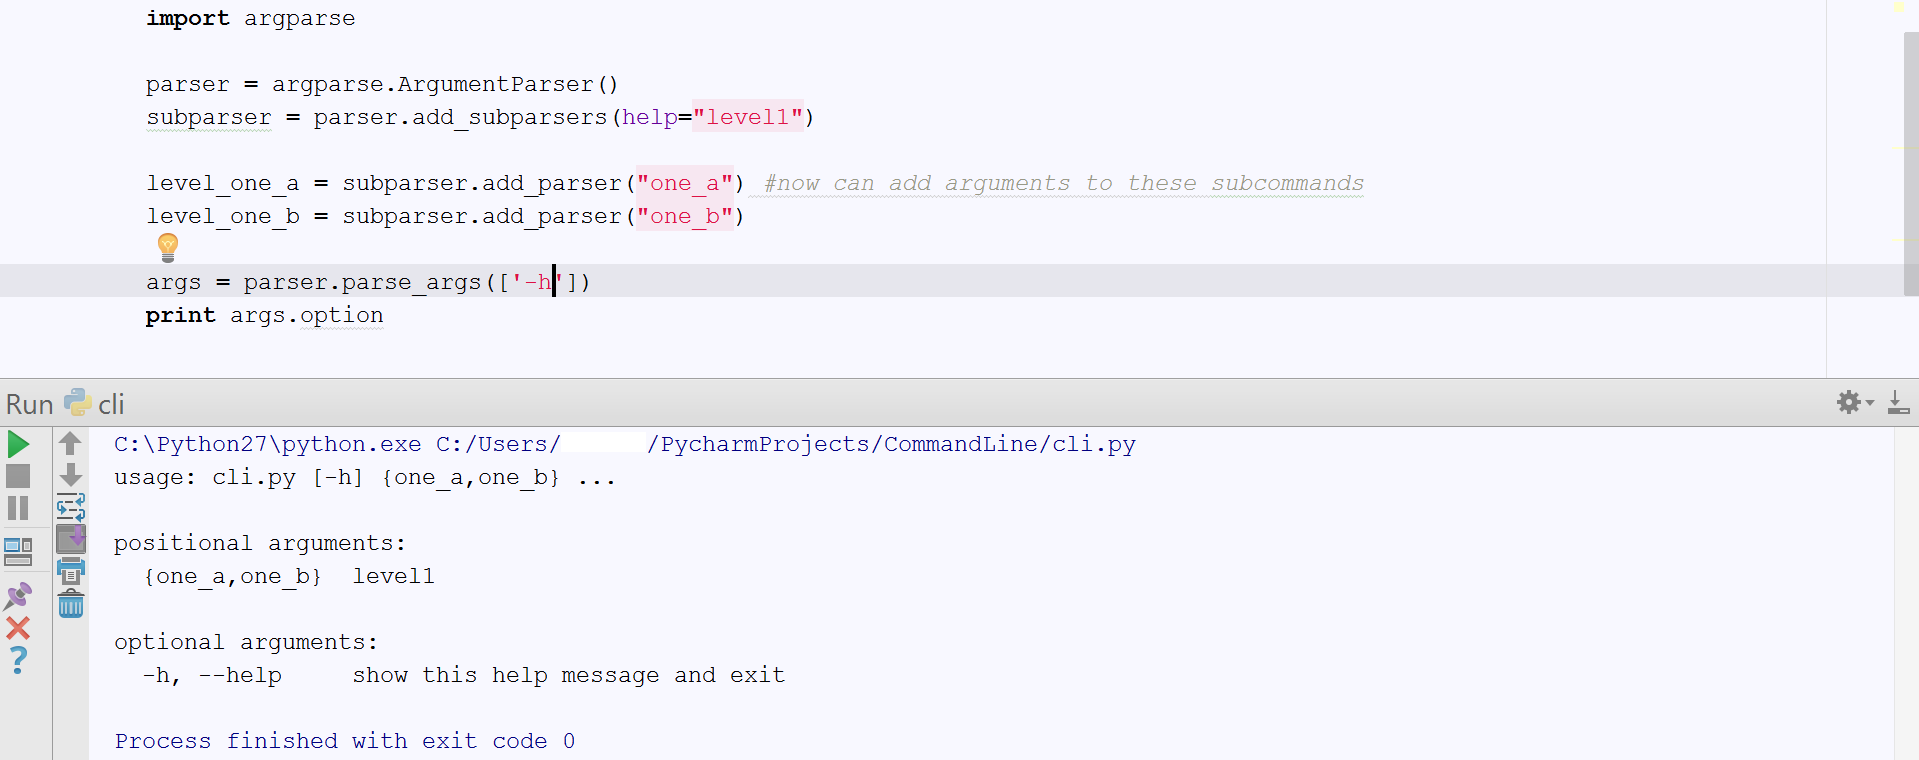 import argparse
parser = argparse.ArgumentParser()
subparser = parser.add_subparsers(help="level1")
level_one_a = subparser.add_parser("one_a") #now can add arguments to these subcommands
level_one_b = subparser.add_parser("one_b")
args = parser.parse_args(['-h'])
print args.option
Run cli
C:\Python27\python.exe C:/Users/ /PycharmProjects/CommandLine/cli.py
usage: cli.py [-h] {one_a,one_b} ...
positional arguments:
{one_a,one_b} level1
optional arguments:
-h, --help show this help message and exit
Process finished with exit code 0